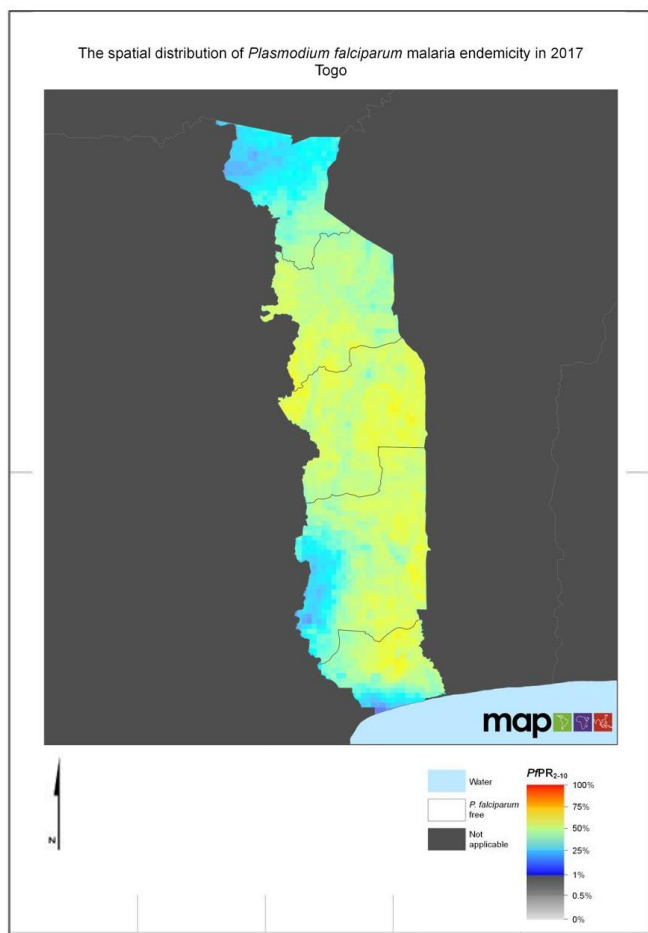 The spatial distribution of Plasmodium falciparum malaria endemicity in 2017
Togo
map
N
Water
P. falciparum
free
Not
applicable
PfPR2-10
100%
75%
50%
25%
1%
0.5%
0%